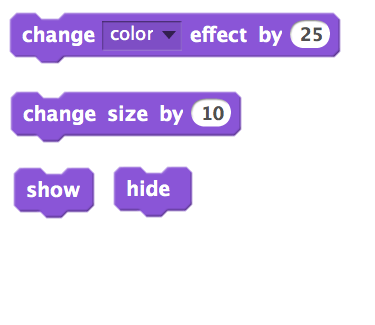 change color effect by 25
change size by 10
show hide